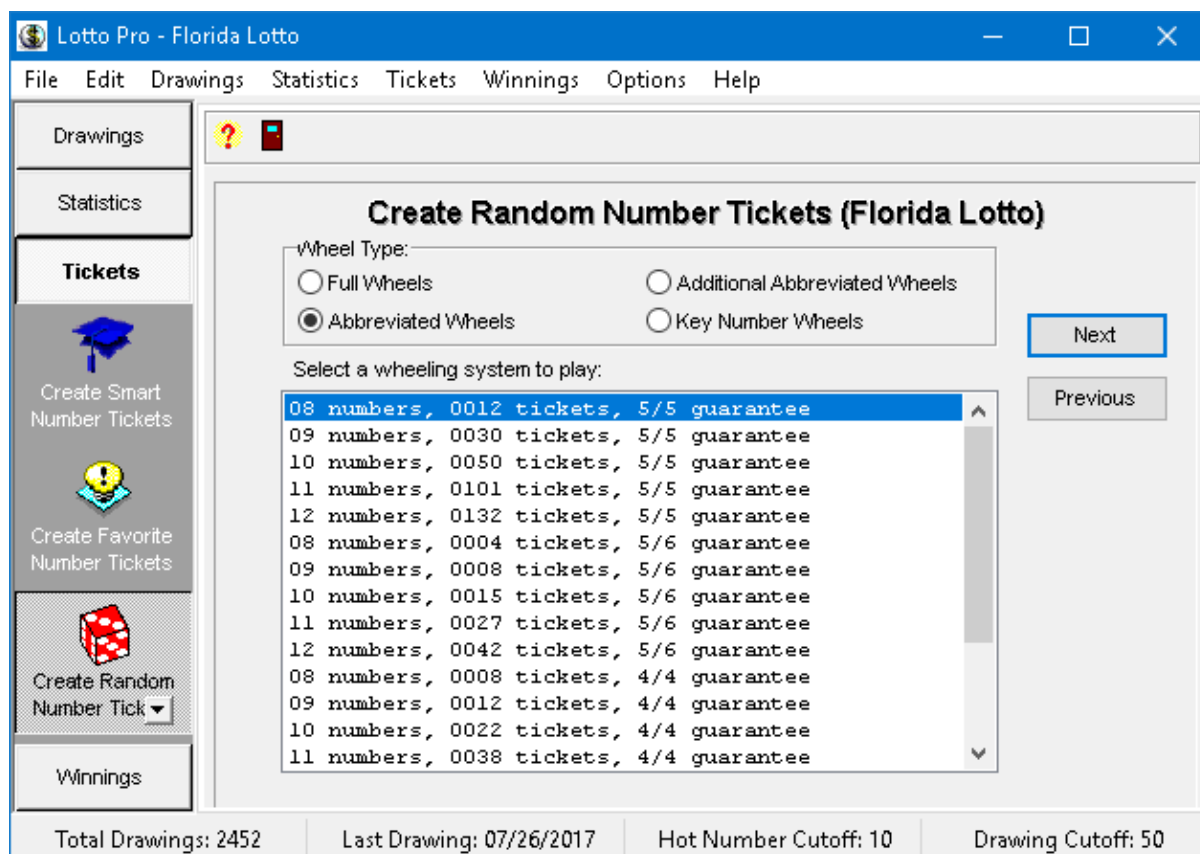 Lotto Pro - Florida Lotto
File Edit Drawings Statistics Tickets Winnings Options Help
Drawings
Statistics
Tickets
Create Smart
Number Tickets
Create Favorite
Number Tickets
Create Random
Number Tick
Winnings
Create Random Number Tickets (Florida Lotto)
Wheel Type:
Full Wheels
Additional Abbreviated Wheels
Abbreviated Wheels
Key Number Wheels
Next
Previous
Select a wheeling system to play:
08 numbers, 0012 tickets, 5/5 guarantee
09 numbers, 0030 tickets, 5/5 guarantee
10 numbers, 0050 tickets, 5/5 guarantee
11 numbers, 0101 tickets, 5/5 guarantee
12 numbers, 0132 tickets, 5/5 guarantee
08 numbers, 0004 tickets, 5/6 guarantee
09 numbers, 0008 tickets, 5/6 guarantee
10 numbers, 0015 tickets, 5/6 guarantee
11 numbers, 0027 tickets, 5/6 guarantee
12 numbers, 0042 tickets, 5/6 guarantee
08 numbers, 0008 tickets, 4/4 guarantee
09 numbers, 0012 tickets, 4/4 guarantee
10 numbers, 0022 tickets, 4/4 guarantee
11 numbers, 0038 tickets, 4/4 guarantee
Total Drawings: 2452
Last Drawing: 07/26/2017
Hot Number Cutoff: 10
Drawing Cutoff: 50